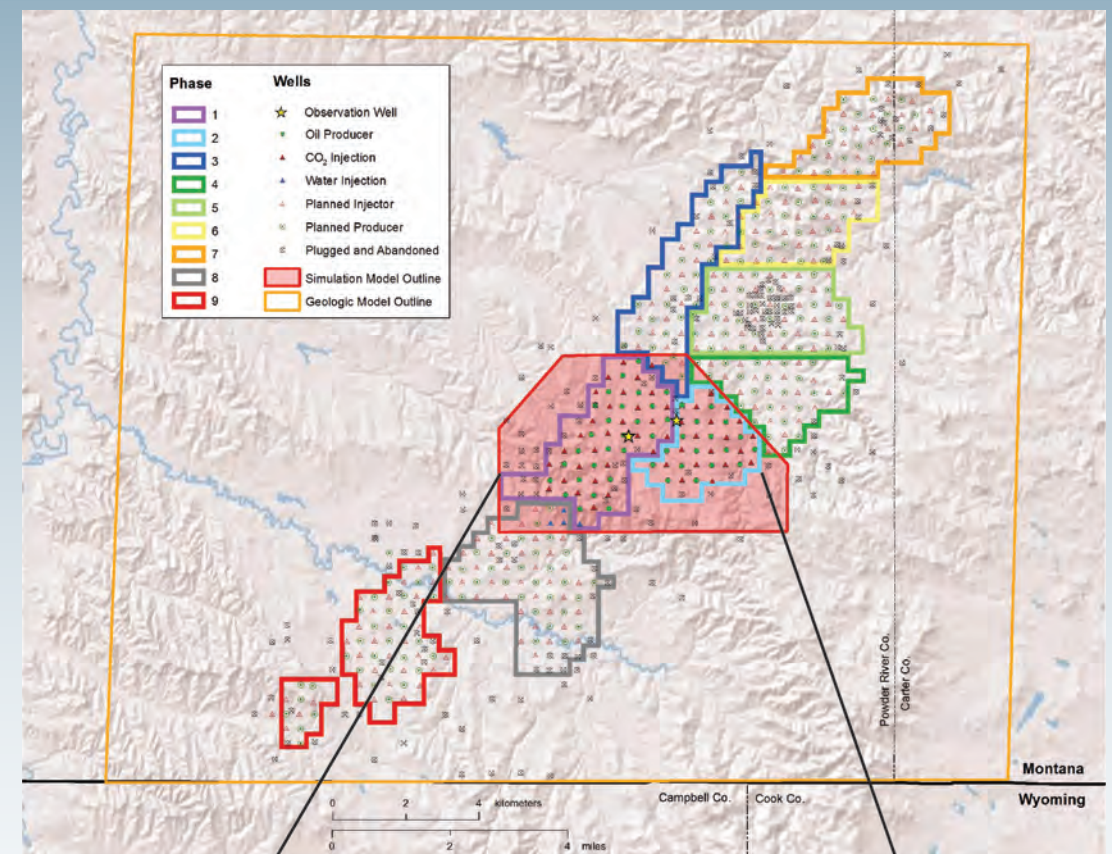 Phase
Wells
1
Observation Well
2
Oil Producer
3
CO₂ Injection
4
Water Injection
5
Planned Injector
6
Planned Producer
7
Plugged and Abandoned
8
Simulation Model Outline
9
Geologic Model Outline
Powder River Co.
Carter Co.
Montana
Wyoming
Campbell Co.
Cook Co.
0 2 4 kilometers
0 2 4 miles